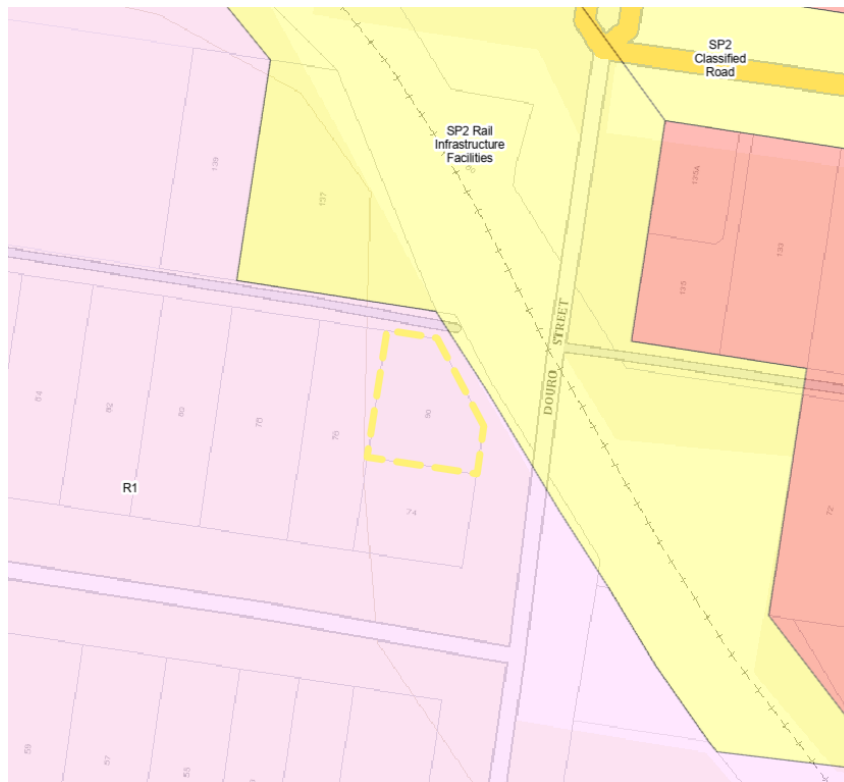 SP2
Classified
Road
SP2 Rail
Infrastructure
Facilities
139
137
135A
135
133
DOURO STREET
84
82
80
78
76
90
74
72
R1
59
57
55